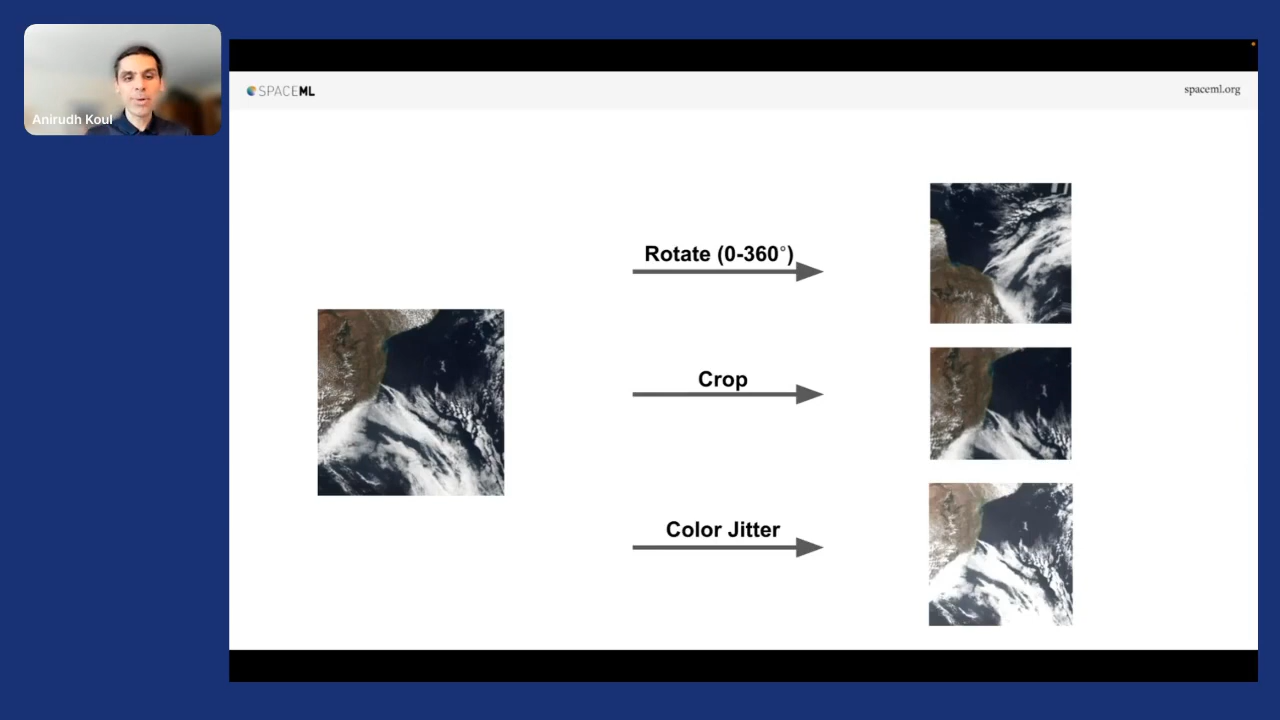 Anirudh Koul
SPACEML
spaceml.org
Rotate (0-360°)
Crop
Color Jitter